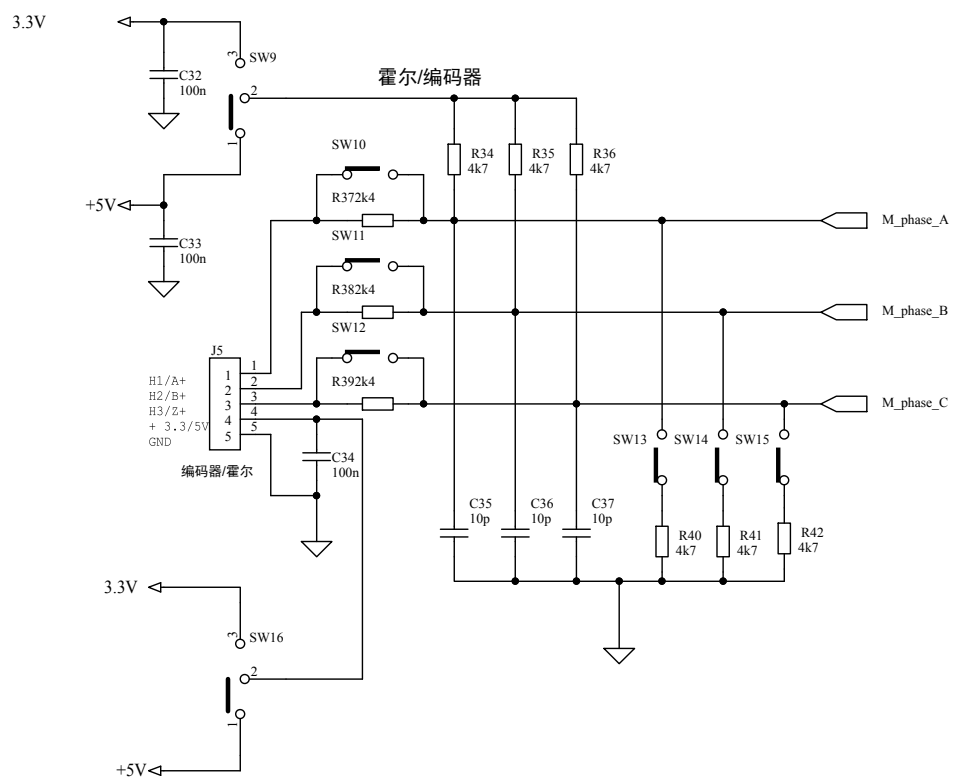 3.3V
3
SW9
C32
100n
2
1
霍尔/编码器
R34
4k7
R35
4k7
R36
4k7
SW10
R372k4
SW11
+5V
C33
100n
M_phase_A
R382k4
SW12
M_phase_B
J5
R392k4
M_phase_C
H1/A+
H2/B+
H3/Z+
+ 3.3/5V
GND
1
2
3
4
5
1
2
3
4
5
编码器/霍尔
C34
100n
SW13
SW14
SW15
C35
10p
C36
10p
C37
10p
R40
4k7
R41
4k7
R42
4k7
3.3V
3
SW16
2
1
+5V